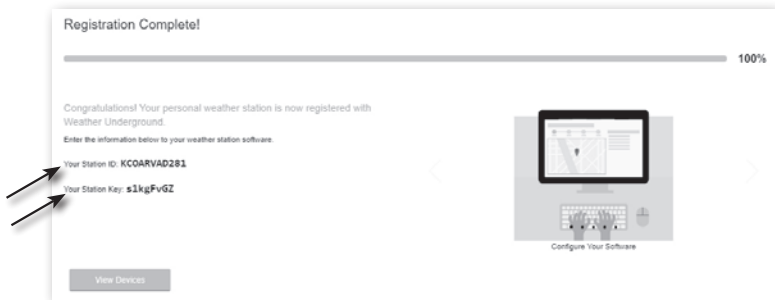 Registration Complete!
100%
Congratulations! Your personal weather station is now registered with
Weather Underground.
Enter the information below to your weather station software.
Your Station ID: KCOARVAD281
Your Station Key: s1kgFvGZ
Configure Your Software
View Devices